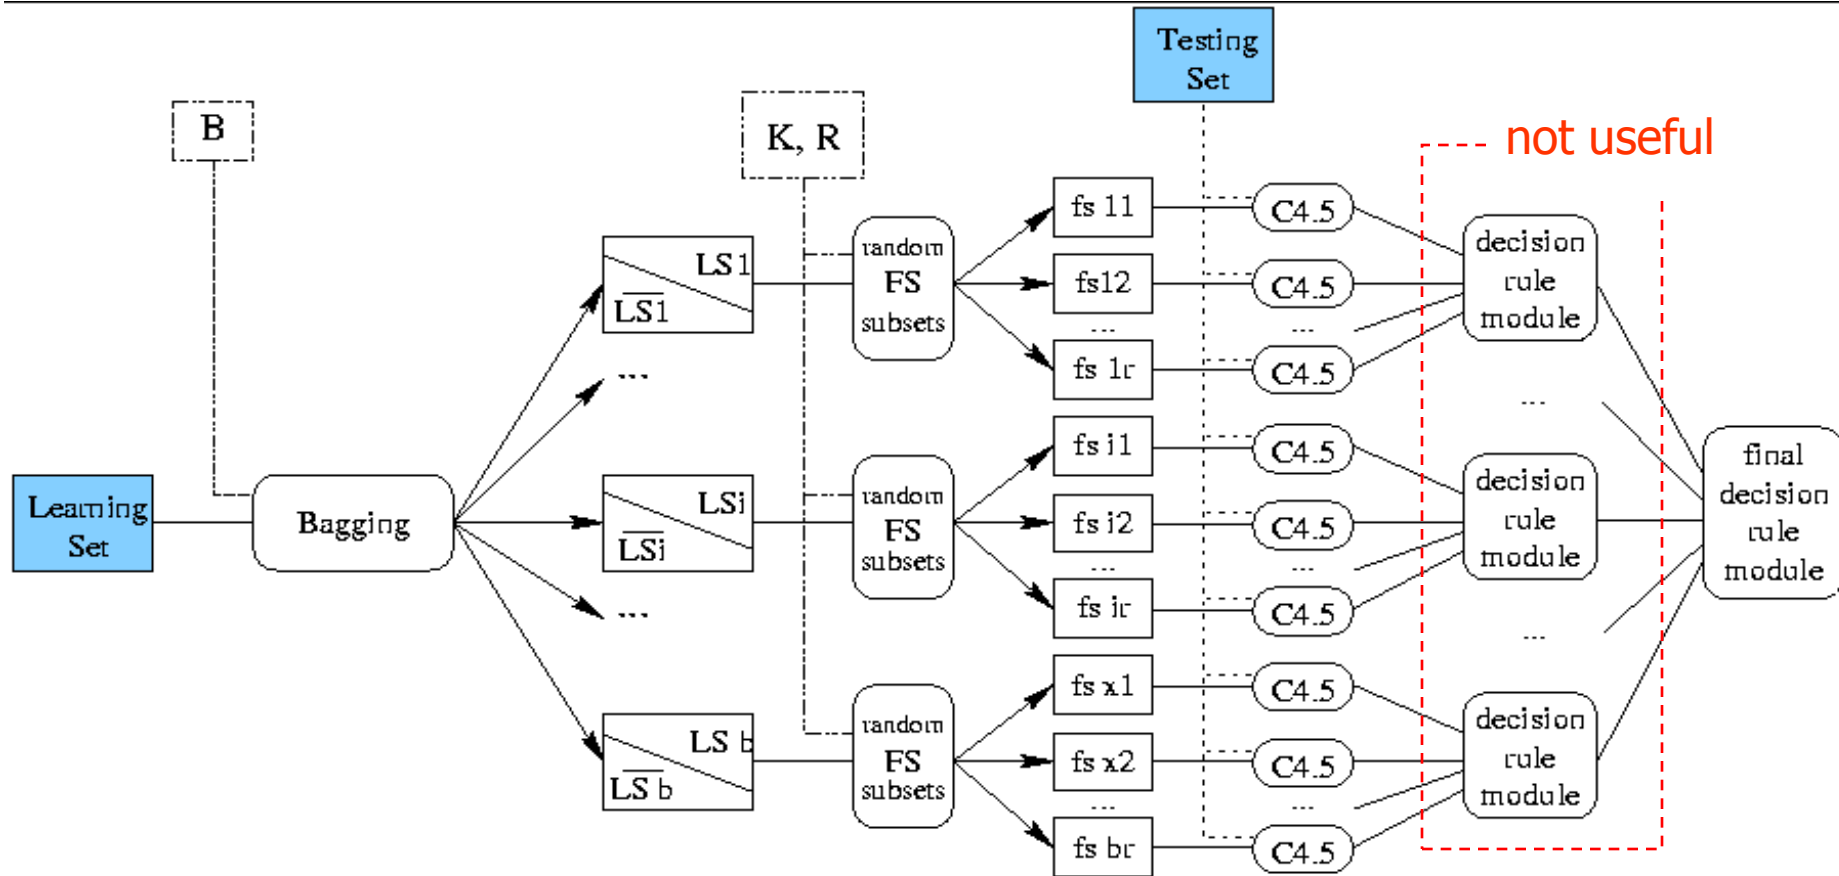 Testing
Set
B
K, R
not useful
Learning
Set
Bagging
LS1
LS1
...
LSi
LSi
...
LS b
LS b
random
FS
subsets
random
FS
subsets
random
FS
subsets
fs 11
fs12
...
fs 1r
fs i1
fs i2
...
fs ir
fs x1
fs x2
...
fs br
C4.5
C4.5
...
C4.5
C4.5
C4.5
...
C4.5
C4.5
C4.5
...
C4.5
decision
rule
module
...
decision
rule
module
...
decision
rule
module
final
decision
rule
module